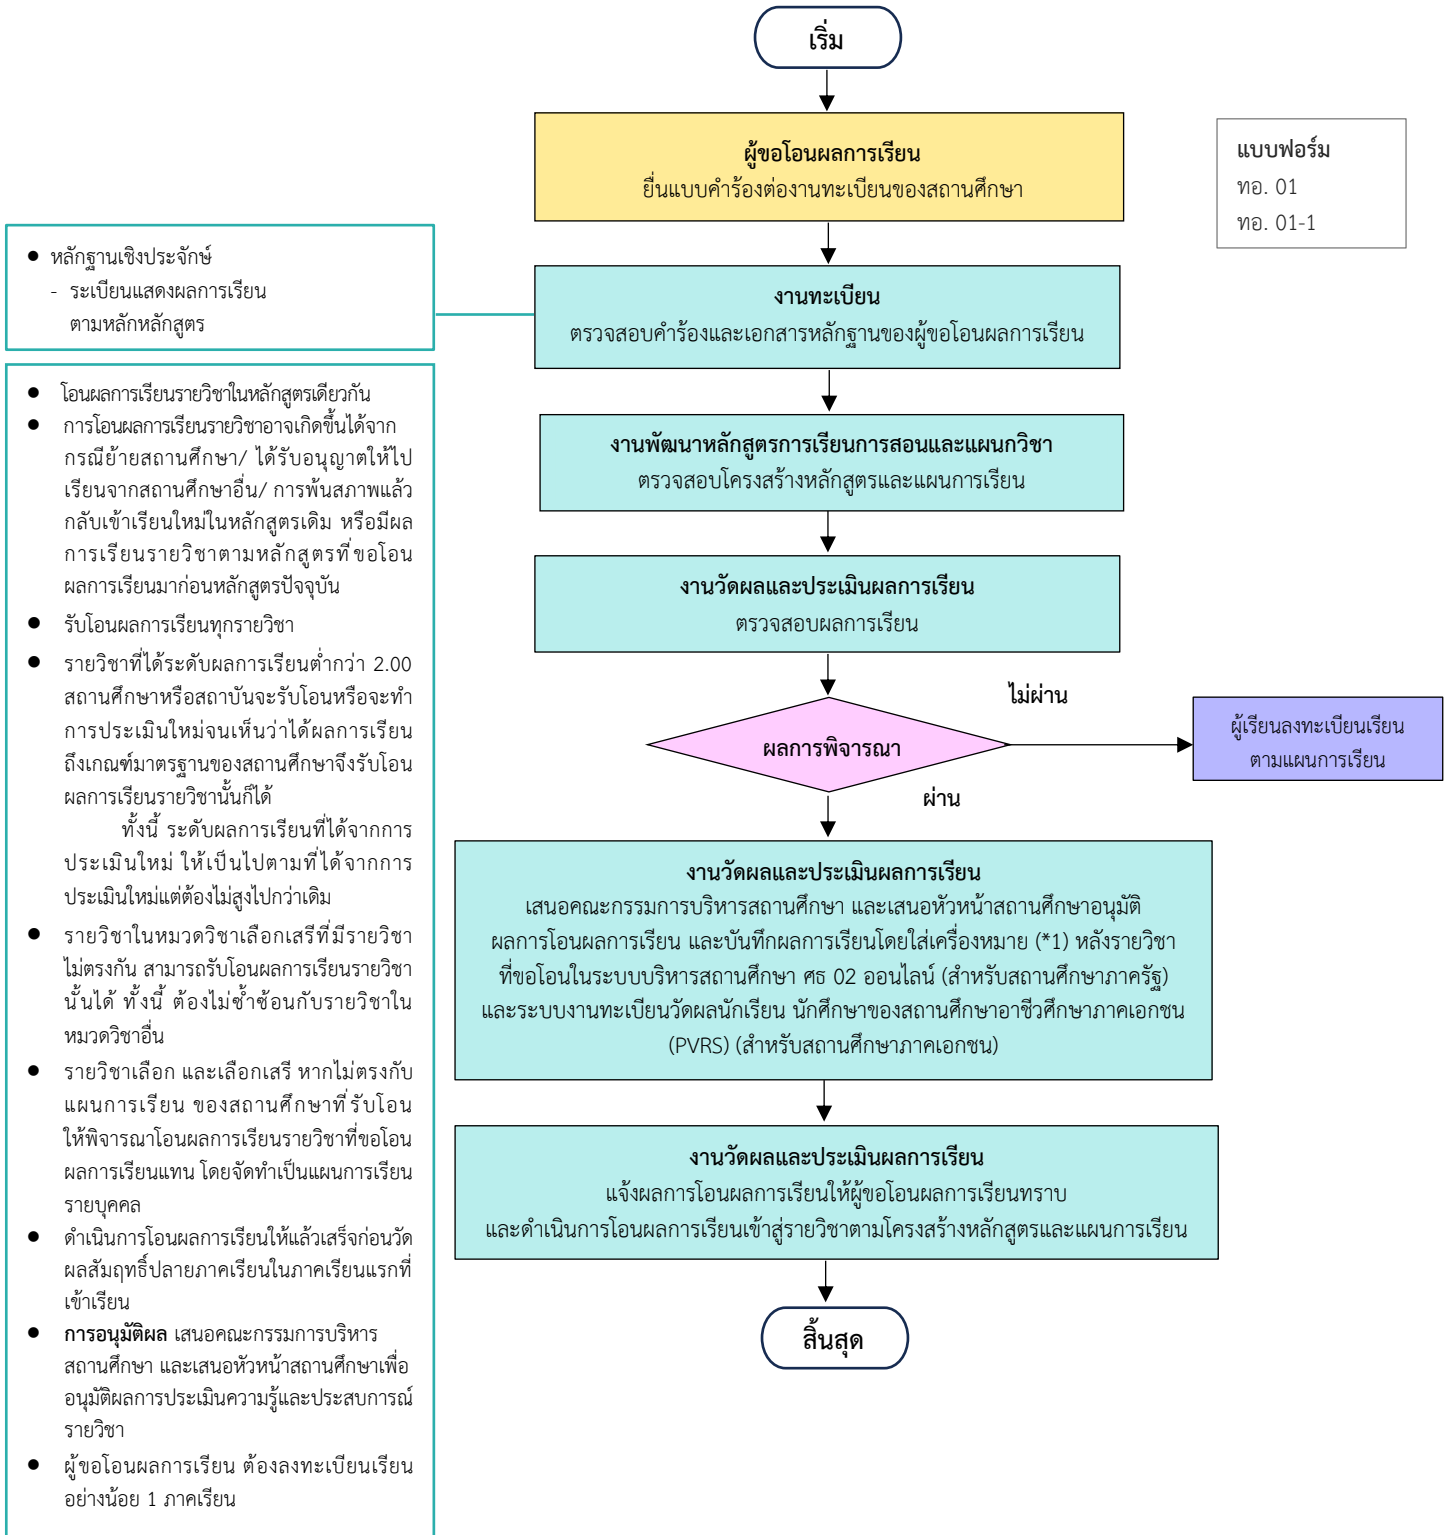 เริ่ม
ผู้ขอโอนผลการเรียน
ยื่นแบบคำร้องต่องานทะเบียนของสถานศึกษา
แบบฟอร์ม
ทอ. 01
ทอ. 01-1
● หลักฐานเชิงประจักษ์
- ระเบียนแสดงผลการเรียน
ตามหลักหลักสูตร
งานทะเบียน
ตรวจสอบคำร้องและเอกสารหลักฐานของผู้ขอโอนผลการเรียน
งานพัฒนาหลักสูตรการเรียนการสอนและแผนกวิชา
ตรวจสอบโครงสร้างหลักสูตรและแผนการเรียน
งานวัดผลและประเมินผลการเรียน
ตรวจสอบผลการเรียน
ผลการพิจารณา
ไม่ผ่าน
ผู้เรียนลงทะเบียนเรียน
ตามแผนการเรียน
ผ่าน
งานวัดผลและประเมินผลการเรียน
เสนอคณะกรรมการบริหารสถานศึกษา และเสนอหัวหน้าสถานศึกษาอนุมัติ
ผลการโอนผลการเรียน และบันทึกผลการเรียนโดยใส่เครื่องหมาย (*1) หลังรายวิชา
ที่ขอโอนในระบบบริหารสถานศึกษา ศธ 02 ออนไลน์ (สำหรับสถานศึกษาภาครัฐ)
และระบบงานทะเบียนวัดผลนักเรียน นักศึกษาของสถานศึกษาอาชีวศึกษาภาคเอกชน
(PVRS) (สำหรับสถานศึกษาภาคเอกชน)
งานวัดผลและประเมินผลการเรียน
แจ้งผลการโอนผลการเรียนให้ผู้ขอโอนผลการเรียนทราบ
และดำเนินการโอนผลการเรียนเข้าสู่รายวิชาตามโครงสร้างหลักสูตรและแผนการเรียน
สิ้นสุด
● โอนผลการเรียนรายวิชาในหลักสูตรเดียวกัน
● การโอนผลการเรียนรายวิชาอาจเกิดขึ้นได้จาก
กรณีย้ายสถานศึกษา/ ได้รับอนุญาตให้ไป
เรียนจากสถานศึกษาอื่น/ การพ้นสภาพแล้ว
กลับเข้าเรียนใหม่ในหลักสูตรเดิม หรือมีผล
การเรียนรายวิชาตามหลักสูตรที่ขอโอน
ผลการเรียนมาก่อนหลักสูตรปัจจุบัน
● รับโอนผลการเรียนทุกรายวิชา
● รายวิชาที่ได้ระดับผลการเรียนต่ำกว่า 2.00
สถานศึกษาหรือสถาบันจะรับโอนหรือจะทำ
การประเมินใหม่จนเห็นว่าได้ผลการเรียน
ถึงเกณฑ์มาตรฐานของสถานศึกษาจึงรับโอน
ผลการเรียนรายวิชานั้นก็ได้
ทั้งนี้ ระดับผลการเรียนที่ได้จากการ
ประเมินใหม่ ให้เป็นไปตามที่ได้จากการ
ประเมินใหม่แต่ต้องไม่สูงไปกว่าเดิม
● รายวิชาในหมวดวิชาเลือกเสรีที่มีรายวิชา
ไม่ตรงกัน สามารถรับโอนผลการเรียนรายวิชา
นั้นได้ ทั้งนี้ ต้องไม่ซ้ำซ้อนกับรายวิชาใน
หมวดวิชาอื่น
● รายวิชาเลือก และเลือกเสรี หากไม่ตรงกับ
แผนการเรียน ของสถานศึกษาที่รับโอน
ให้พิจารณาโอนผลการเรียนรายวิชาที่ขอโอน
ผลการเรียนแทน โดยจัดทำเป็นแผนการเรียน
รายบุคคล
● ดำเนินการโอนผลการเรียนให้แล้วเสร็จก่อนวัด
ผลสัมฤทธิ์ปลายภาคเรียนในภาคเรียนแรกที่
เข้าเรียน
● การอนุมัติผล เสนอคณะกรรมการบริหาร
สถานศึกษา และเสนอหัวหน้าสถานศึกษาเพื่อ
อนุมัติผลการประเมินความรู้และประสบการณ์
รายวิชา
● ผู้ขอโอนผลการเรียน ต้องลงทะเบียนเรียน
อย่างน้อย 1 ภาคเรียน